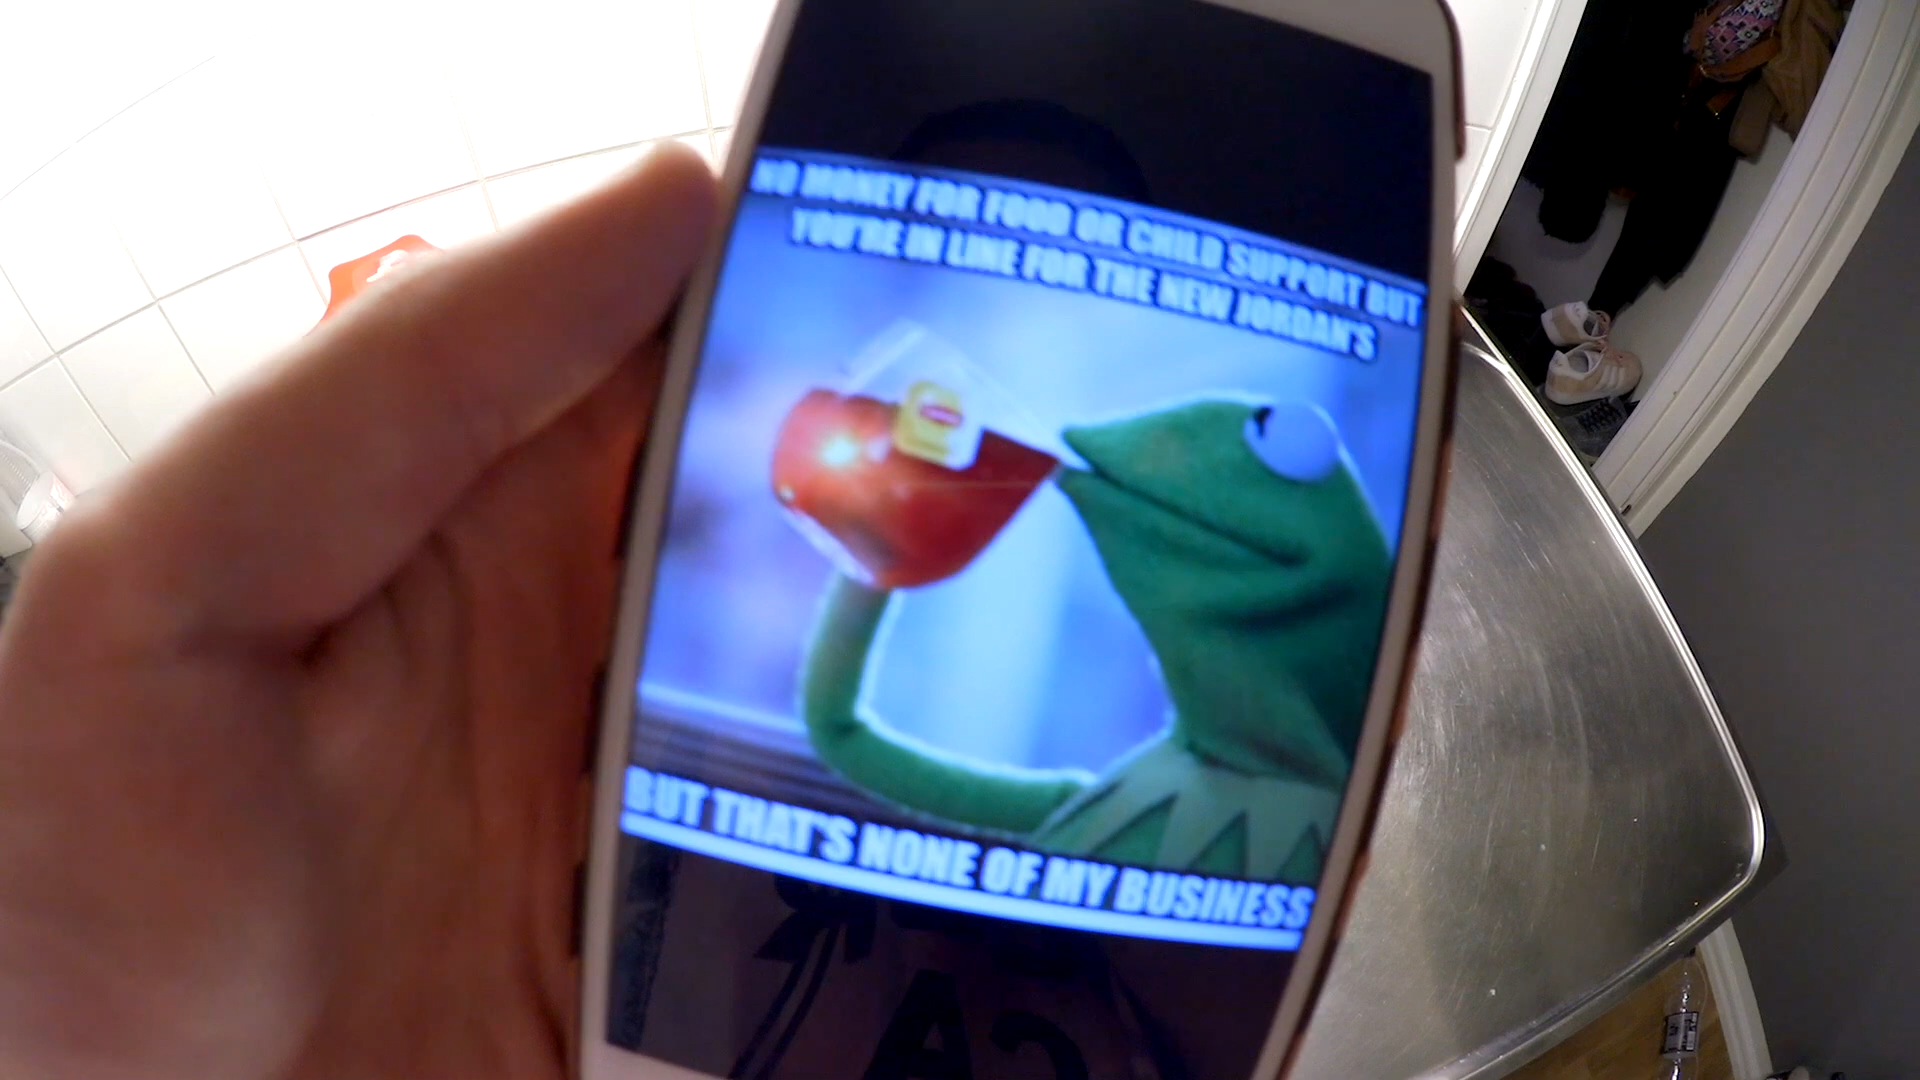 NO MONEY FOR FOOD OR CHILD SUPPORT BUT
YOU'RE IN LINE FOR THE NEW JORDAN'S
BUT THAT'S NONE OF MY BUSINESS